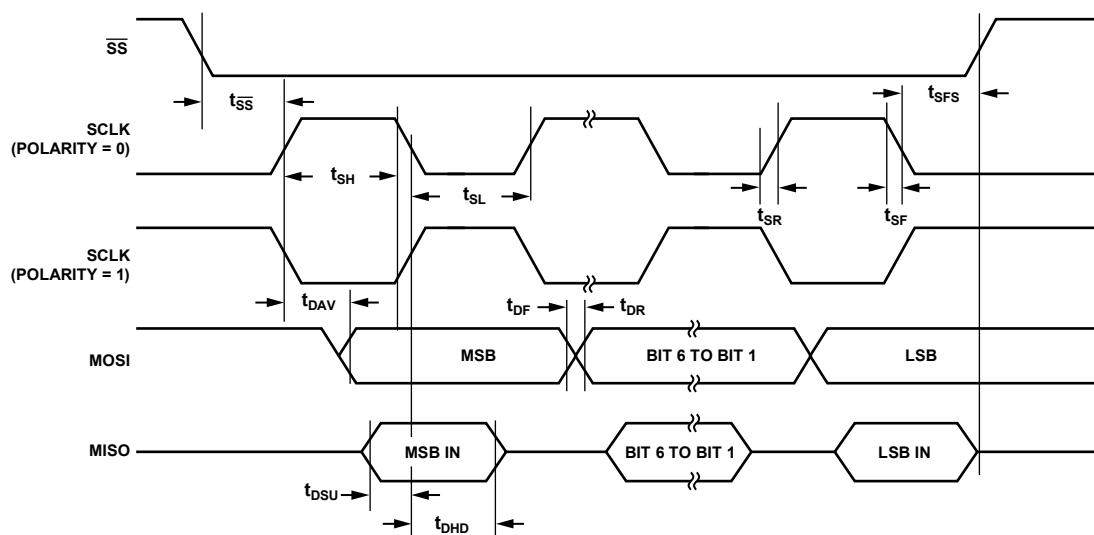 SS
tSS
tSFS
SCLK
(POLARITY = 0)
tSH
tSL
tSR
tSF
SCLK
(POLARITY = 1)
tDAV
tDF
tDR
MOSI
MSB
BIT 6 TO BIT 1
LSB
MISO
MSB IN
BIT 6 TO BIT 1
LSB IN
tDSU
tDHD